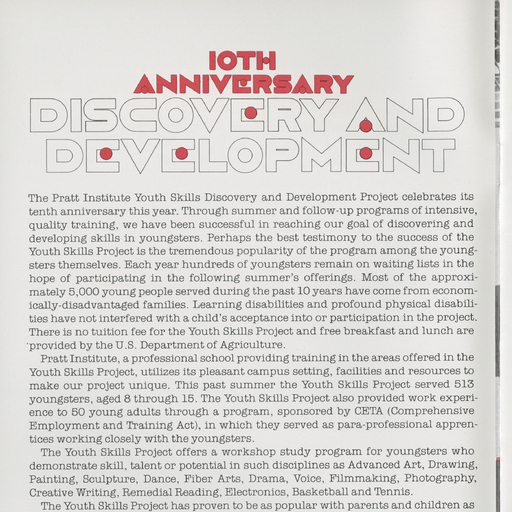 10TH
ANNIVERSARY
DISCOVERY AND
DEVELOPMENT
The Pratt Institute Youth Skills Discovery and Development Project celebrates its
tenth anniversary this year. Through summer and follow-up programs of intensive,
quality training, we have been successful in reaching our goal of discovering and
developing skills in youngsters. Perhaps the best testimony to the success of the
Youth Skills Project is the tremendous popularity of the program among the young-
sters themselves. Each year hundreds of youngsters remain on waiting lists in the
hope of participating in the following summer's offerings. Most of the approxi-
mately 5,000 young people served during the past 10 years have come from econom-
ically-disadvantaged families. Learning disabilities and profound physical disabili-
ties have not interfered with a child's acceptance into or participation in the project.
There is no tuition fee for the Youth Skills Project and free breakfast and lunch are
provided by the U.S. Department of Agriculture.
Pratt Institute, a professional school providing training in the areas offered in the
Youth Skills Project, utilizes its pleasant campus setting, facilities and resources to
make our project unique. This past summer the Youth Skills Project served 513
youngsters, aged 8 through 15. The Youth Skills Project also provided work experi-
ence to 50 young adults through a program, sponsored by CETA (Comprehensive
Employment and Training Act), in which they served as para-professional appren-
tices working closely with the youngsters.
The Youth Skills Project offers a workshop study program for youngsters who
demonstrate skill, talent or potential in such disciplines as Advanced Art, Drawing,
Painting, Sculpture, Dance, Fiber Arts, Drama, Voice, Filmmaking, Photography,
Creative Writing, Remedial Reading, Electronics, Basketball and Tennis.
The Youth Skills Project has proven to be as popular with parents and children as